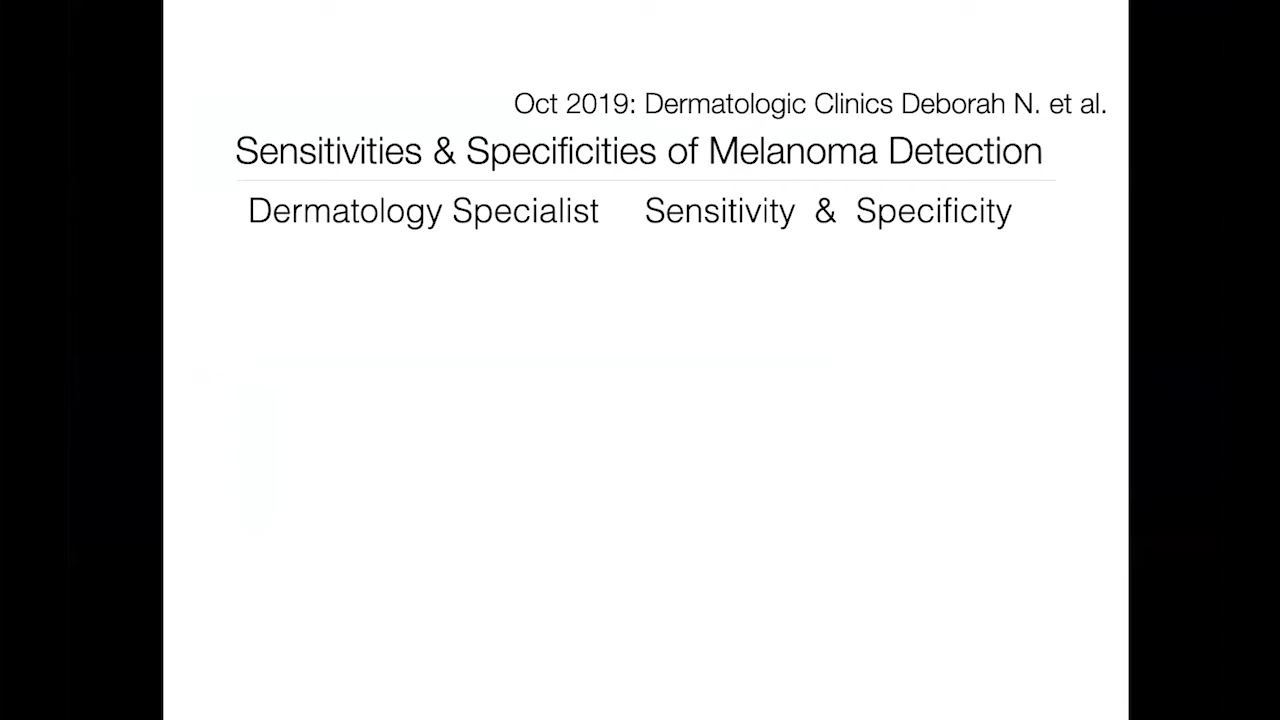 Oct 2019: Dermatologic Clinics Deborah N. et al.
Sensitivities & Specificities of Melanoma Detection
Dermatology Specialist Sensitivity & Specificity